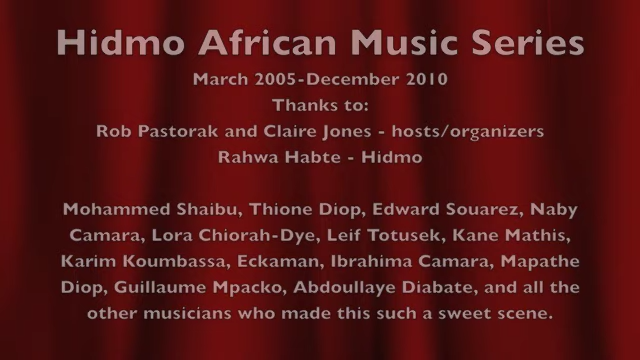 Hidmo African Music Series
March 2005-December 2010
Thanks to:
Rob Pastorak and Claire Jones - hosts/organizers
Rahwa Habte - Hidmo
Mohammed Shaibu, Thione Diop, Edward Souarez, Naby
Camara, Lora Chiorah-Dye, Leif Totusek, Kane Mathis,
Karim Koumbassa, Eckaman, Ibrahima Camara, Mapathe
Diop, Guillaume Mpacko, Abdoullaye Diabate, and all the
other musicians who made this such a sweet scene.